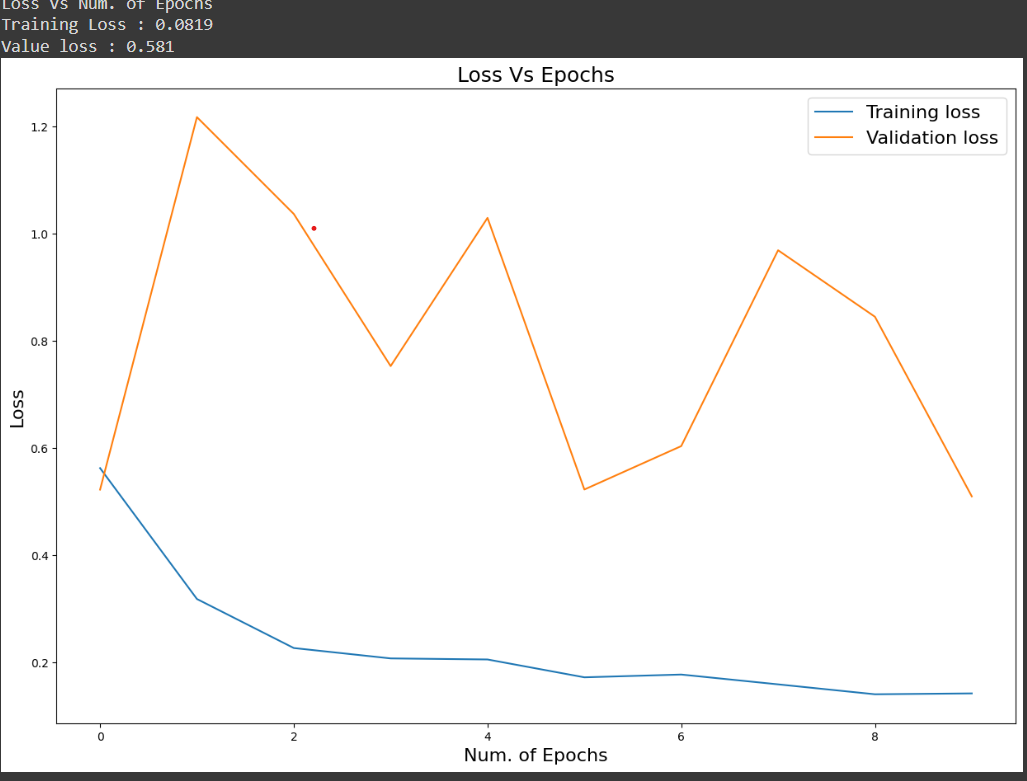 Loss Vs Num. of Epochs
Training Loss : 0.0819
Value loss : 0.581
Loss Vs Epochs
Training loss
Validation loss
1.2
1.0
0.8
0.6
0.4
0.2
Loss
0 2 4 6 8
Num. of Epochs